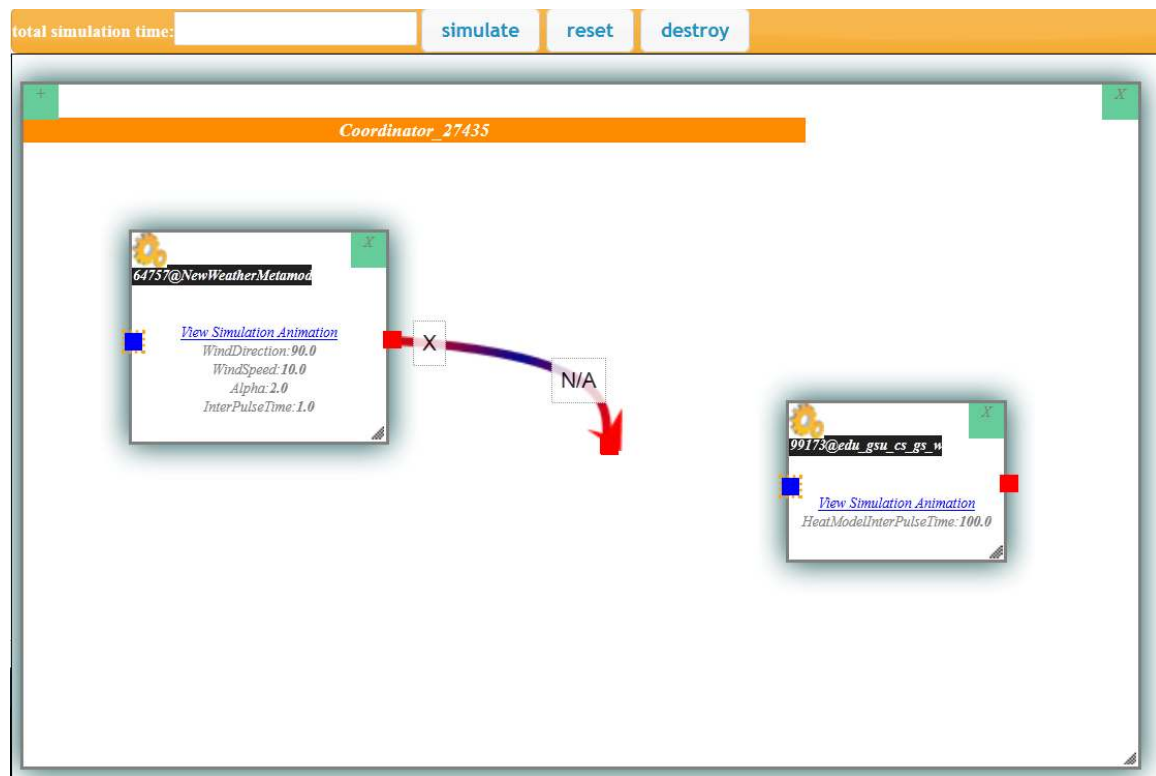 total simulation time: simulate reset destroy
+ X
Coordinator_27435
X
64757@NewWeatherMetamod
View Simulation Animation
WindDirection:90.0
WindSpeed:10.0
Alpha:2.0
InterPulseTime:1.0
X
N/A
X
99173@edu_gsu_cs_gs_w
View Simulation Animation
HeatModelInterPulseTime:100.0